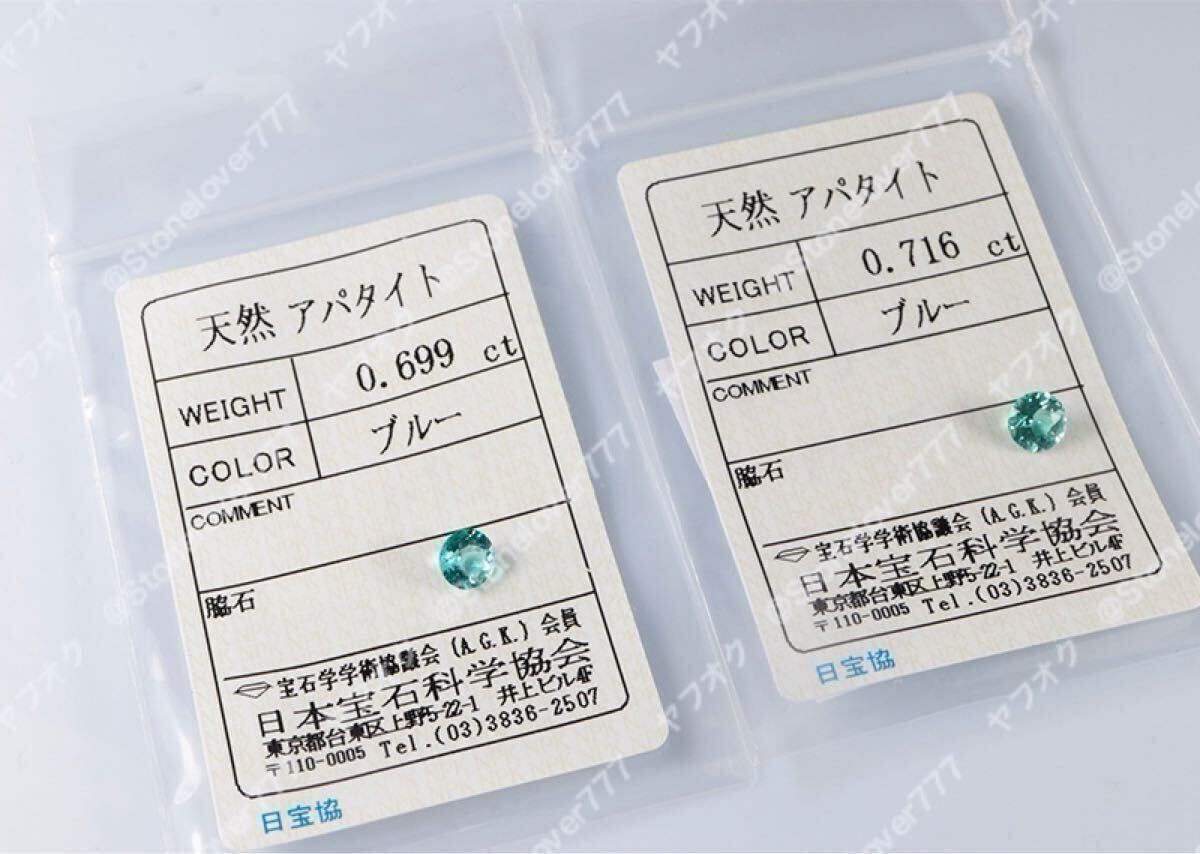 天然 アパタイト
WEIGHT 0.699 ct
COLOR ブルー
COMMENT
脇石
宝石学学術協議会 (A.G.K.) 会員
日本宝石科学協会
東京都台東区上野5-22-1 井上ビル4F
〒110-0005 Tel.(03)3836-2507
日宝協
天然 アパタイト
WEIGHT 0.716 ct
COLOR ブルー
COMMENT
脇石
宝石学学術協議会 (A.G.K.) 会員
日本宝石科学協会
東京都台東区上野5-22-1 井上ビル4F
〒110-0005 Tel.(03)3836-2507
日宝協
@Stonelover777
ヤフオク